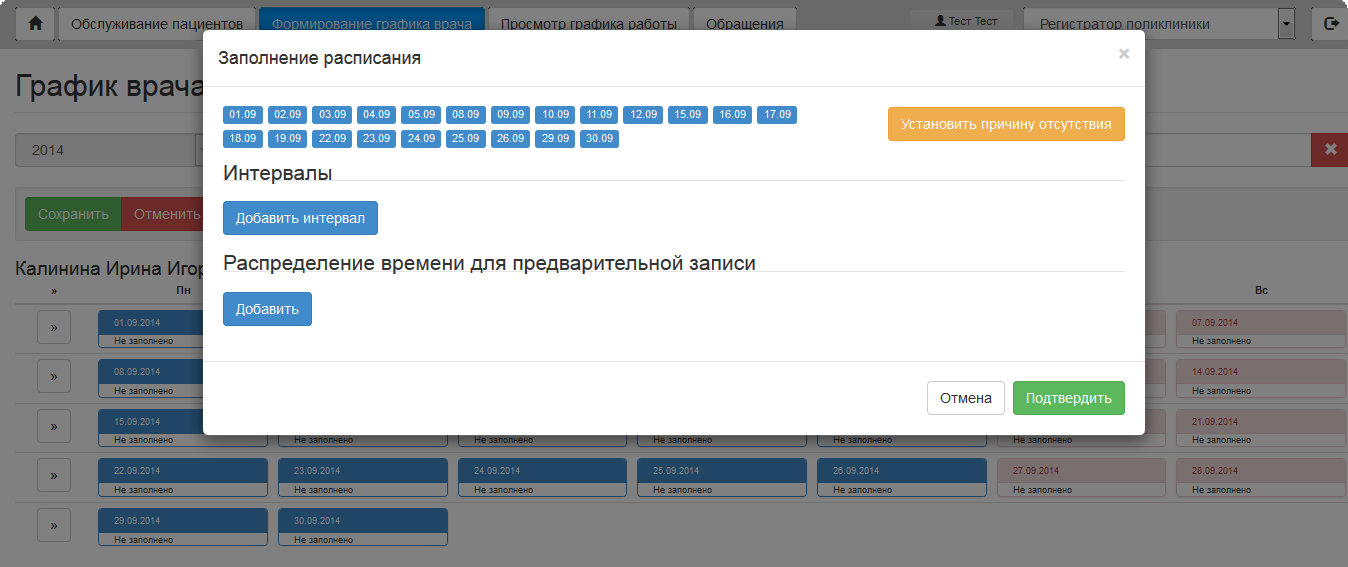 Обслуживание пациентов Формирование графика врача Просмотр графика работы Обращения Тест Тест Регистратор поликлиники
Заполнение расписания ×
График врача
01.09 02.09 03.09 04.09 05.09 08.09 09.09 10.09 11.09 12.09 15.09 16.09 17.09
18.09 19.09 22.09 23.09 24.09 25.09 26.09 29.09 30.09
Установить причину отсутствия
2014
Интервалы
Сохранить Отменить
Добавить интервал
Калинина Ирина Игор
Распределение времени для предварительной записи
» Пн Вс
Добавить
» 01.09.2014 07.09.2014
Не заполнено Не заполнено
» 08.09.2014 14.09.2014
Не заполнено Не заполнено
Отмена Подтвердить
» 15.09.2014 21.09.2014
Не заполнено Не заполнено Не заполнено Не заполнено Не заполнено Не заполнено Не заполнено
» 22.09.2014 23.09.2014 24.09.2014 25.09.2014 26.09.2014 27.09.2014 28.09.2014
Не заполнено Не заполнено Не заполнено Не заполнено Не заполнено Не заполнено Не заполнено
» 29.09.2014 30.09.2014
Не заполнено Не заполнено